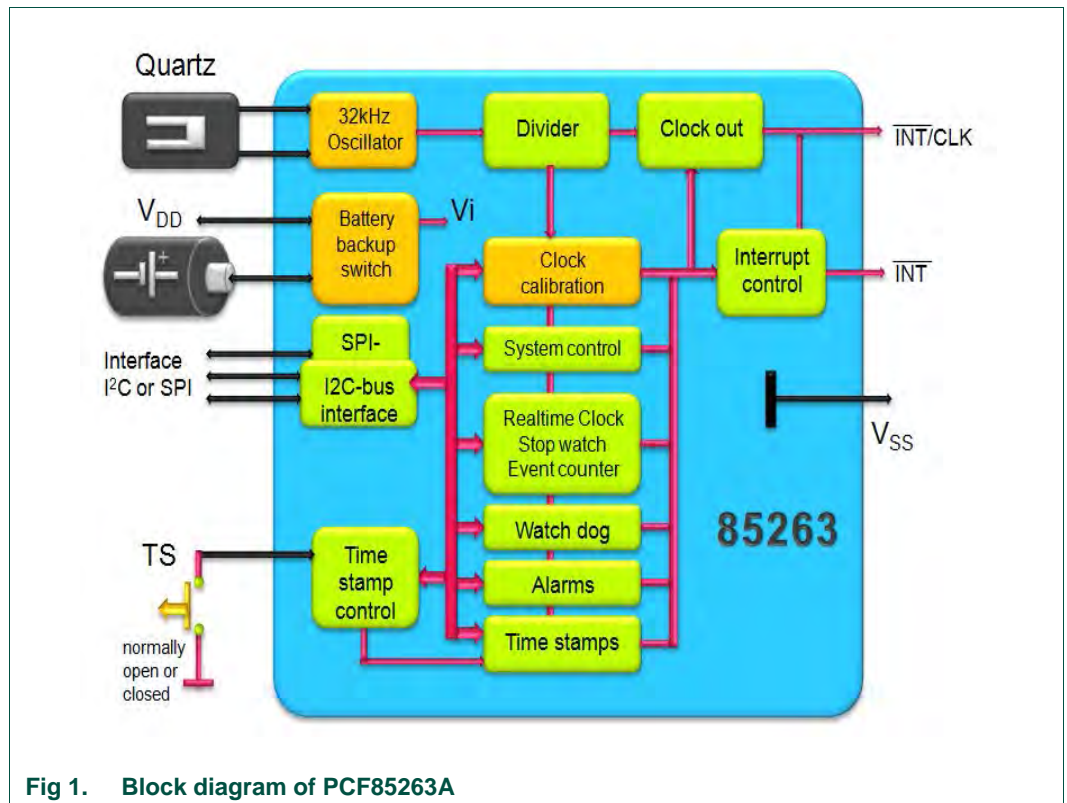 Quartz
32kHz
Oscillator
Divider
Clock out
INT/CLK
VDD
Battery
backup
switch
Vi
Clock
calibration
Interrupt
control
INT
+
SPI-
I2C-bus
interface
Interface
I²C or SPI
System control
Realtime Clock
Stop watch
Event counter
VSS
85263
Watch dog
TS
Time
stamp
control
Alarms
Time stamps
normally
open or
closed
Fig 1. Block diagram of PCF85263A